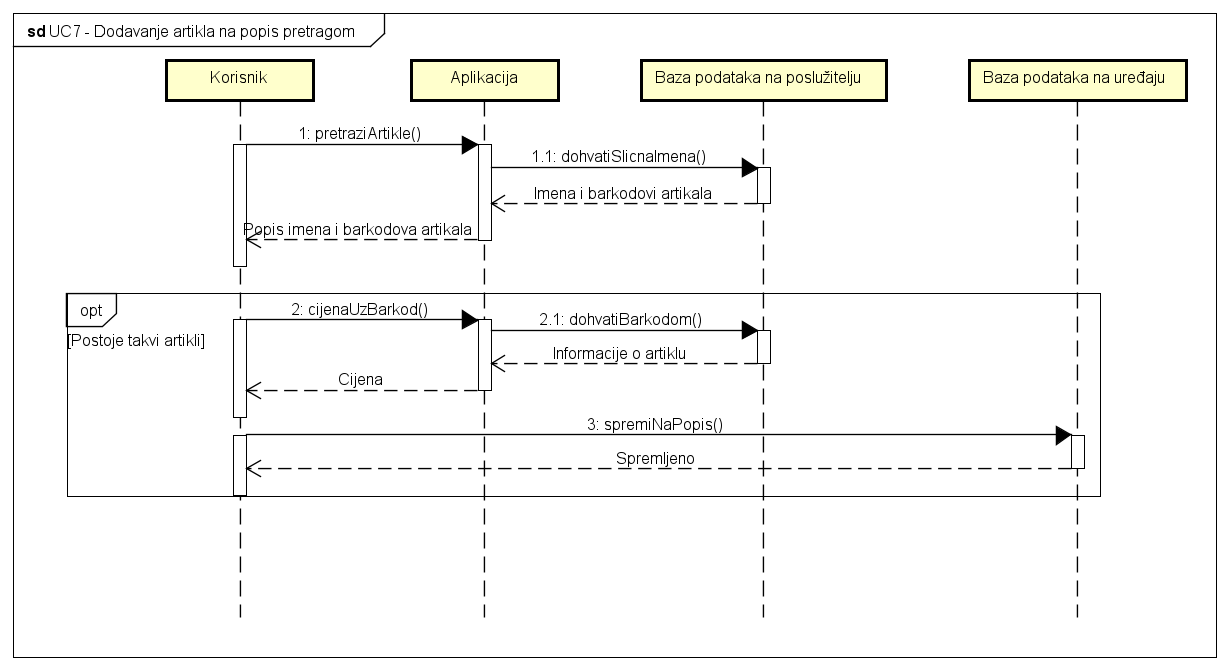 sd UC7 - Dodavanje artikla na popis pretragom
Korisnik
Aplikacija
Baza podataka na poslužitelju
Baza podataka na uređaju
1: pretraziArtikle()
1.1: dohvatiSlicnaImena()
Imena i barkodovi artikala
Popis imena i barkodova artikala
opt
[Postoje takvi artikli]
2: cijenaUzBarkod()
2.1: dohvatiBarkodom()
Informacije o artiklu
Cijena
3: spremiNaPopis()
Spremljeno